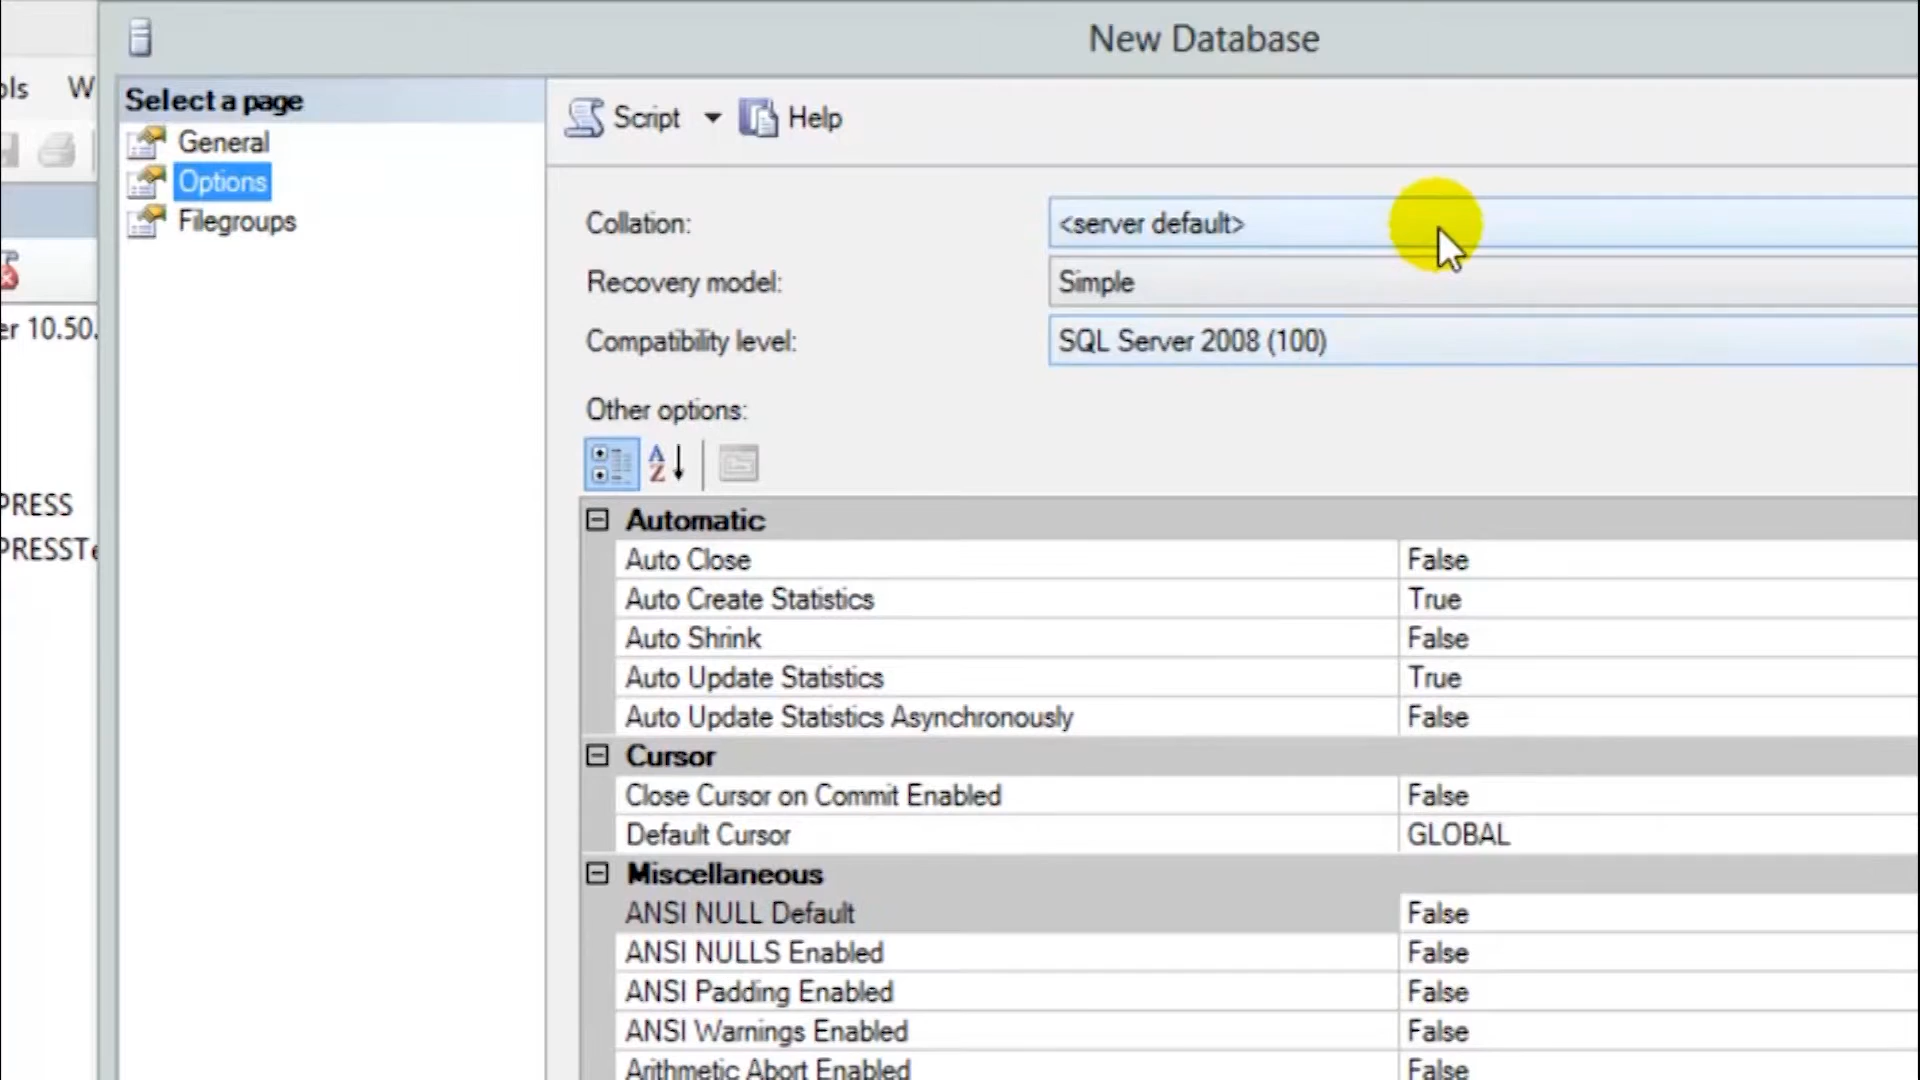 New Database
ols W
Select a page
General
Options
Filegroups
Script Help
Collation: <server default>
Recovery model: Simple
Compatibility level: SQL Server 2008 (100)
Other options:
Automatic
Auto Close False
Auto Create Statistics True
Auto Shrink False
Auto Update Statistics True
Auto Update Statistics Asynchronously False
Cursor
Close Cursor on Commit Enabled False
Default Cursor GLOBAL
Miscellaneous
ANSI NULL Default False
ANSI NULLS Enabled False
ANSI Padding Enabled False
ANSI Warnings Enabled False
Arithmetic Abort Enabled False
er 10.50.
PRESS
PRESSTe